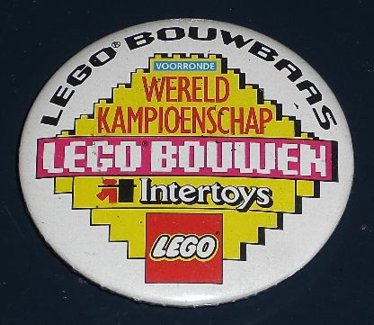 LEGO® BOUWBAAS
VOORRONDE
WERELD
KAMPIOENSCHAP
LEGO® BOUWEN
Intertoys
LEGO